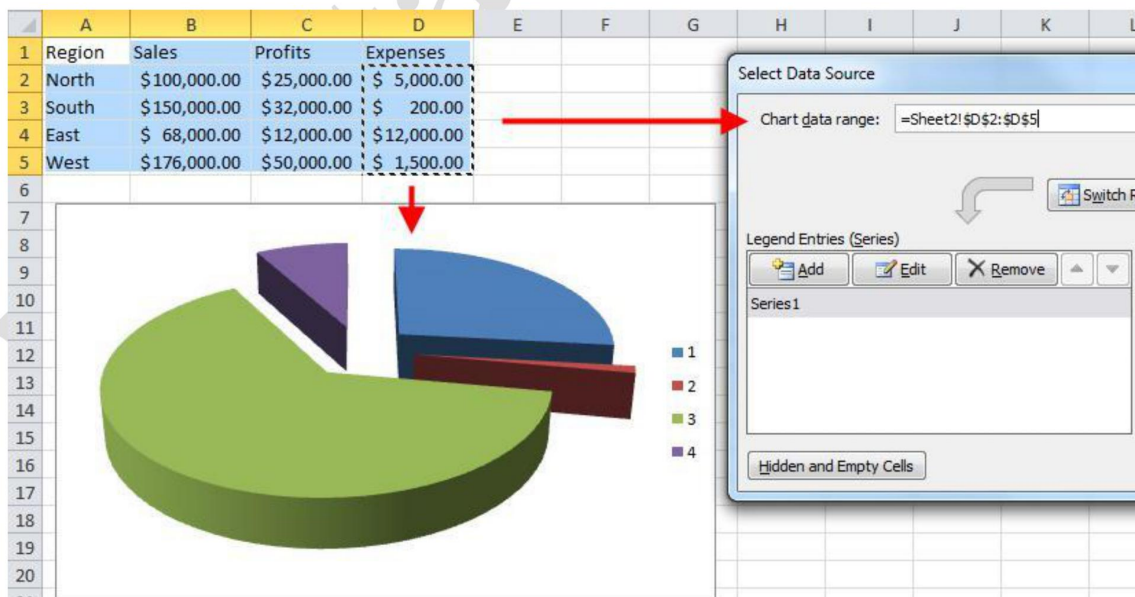 A B C D E F G H I J K L
1 Region Sales Profits Expenses
2 North $100,000.00 $25,000.00 $ 5,000.00
3 South $150,000.00 $32,000.00 $ 200.00
4 East $ 68,000.00 $12,000.00 $12,000.00
5 West $176,000.00 $50,000.00 $ 1,500.00
6
7
8
9
10
11
12
13
14
15
16
17
18
19
20
1
2
3
4
Select Data Source
Chart data range: =Sheet2!$D$2:$D$5
Switch R
Legend Entries (Series)
Add Edit Remove
Series1
Hidden and Empty Cells